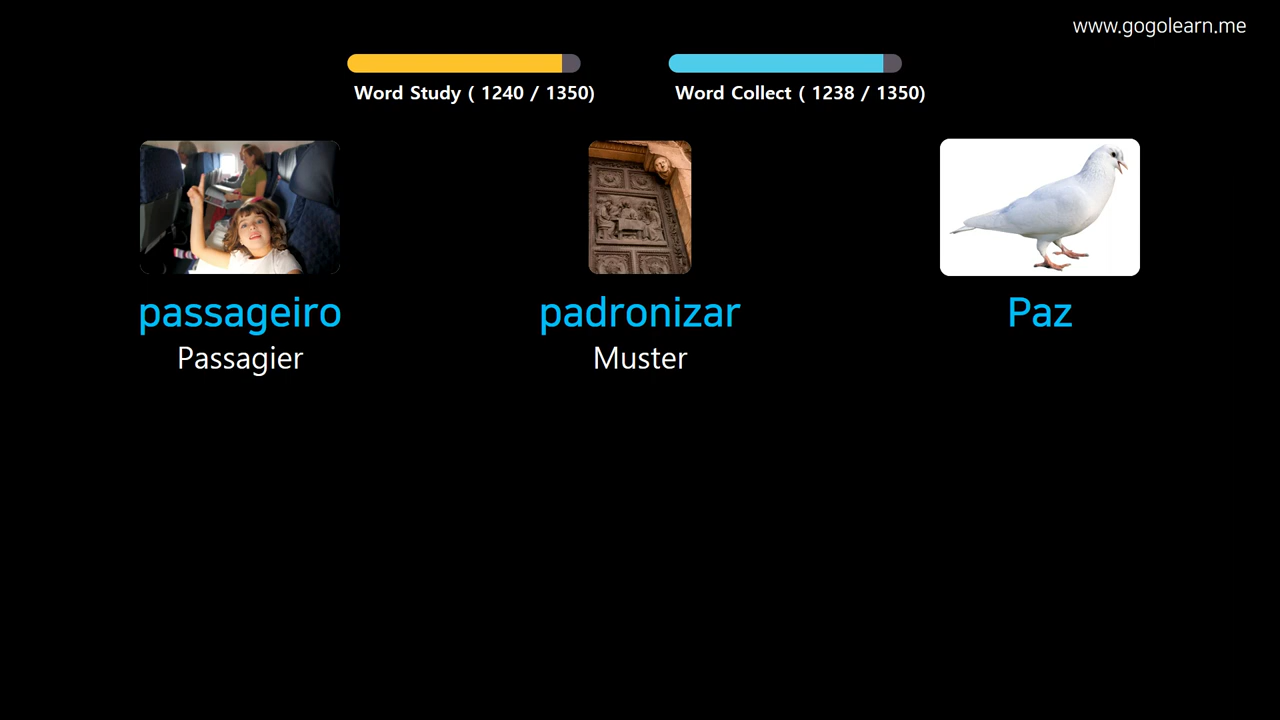 www.gogolearn.me
Word Study ( 1240 / 1350)
Word Collect ( 1238 / 1350)
passageiro
padronizar
Paz
Passagier
Muster